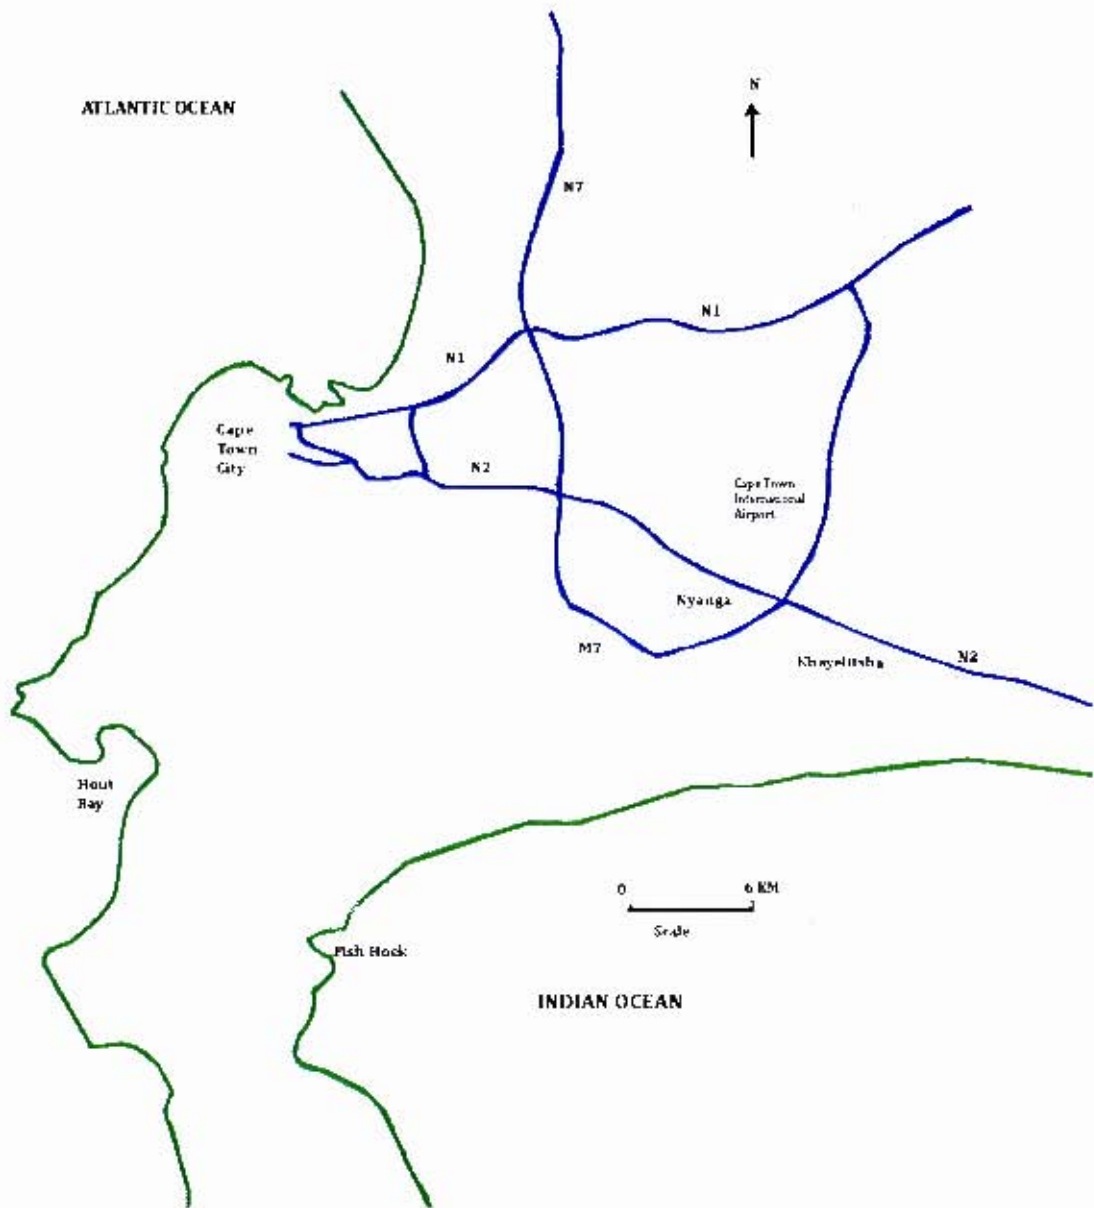 ATLANTIC OCEAN
N
N7
N1
N1
Cape
Town
City
N2
Cape Town
International
Airport
Nyanga
M7
Khayelitsha
N2
Hout
Bay
0
6 KM
Scale
Fish Hoek
INDIAN OCEAN